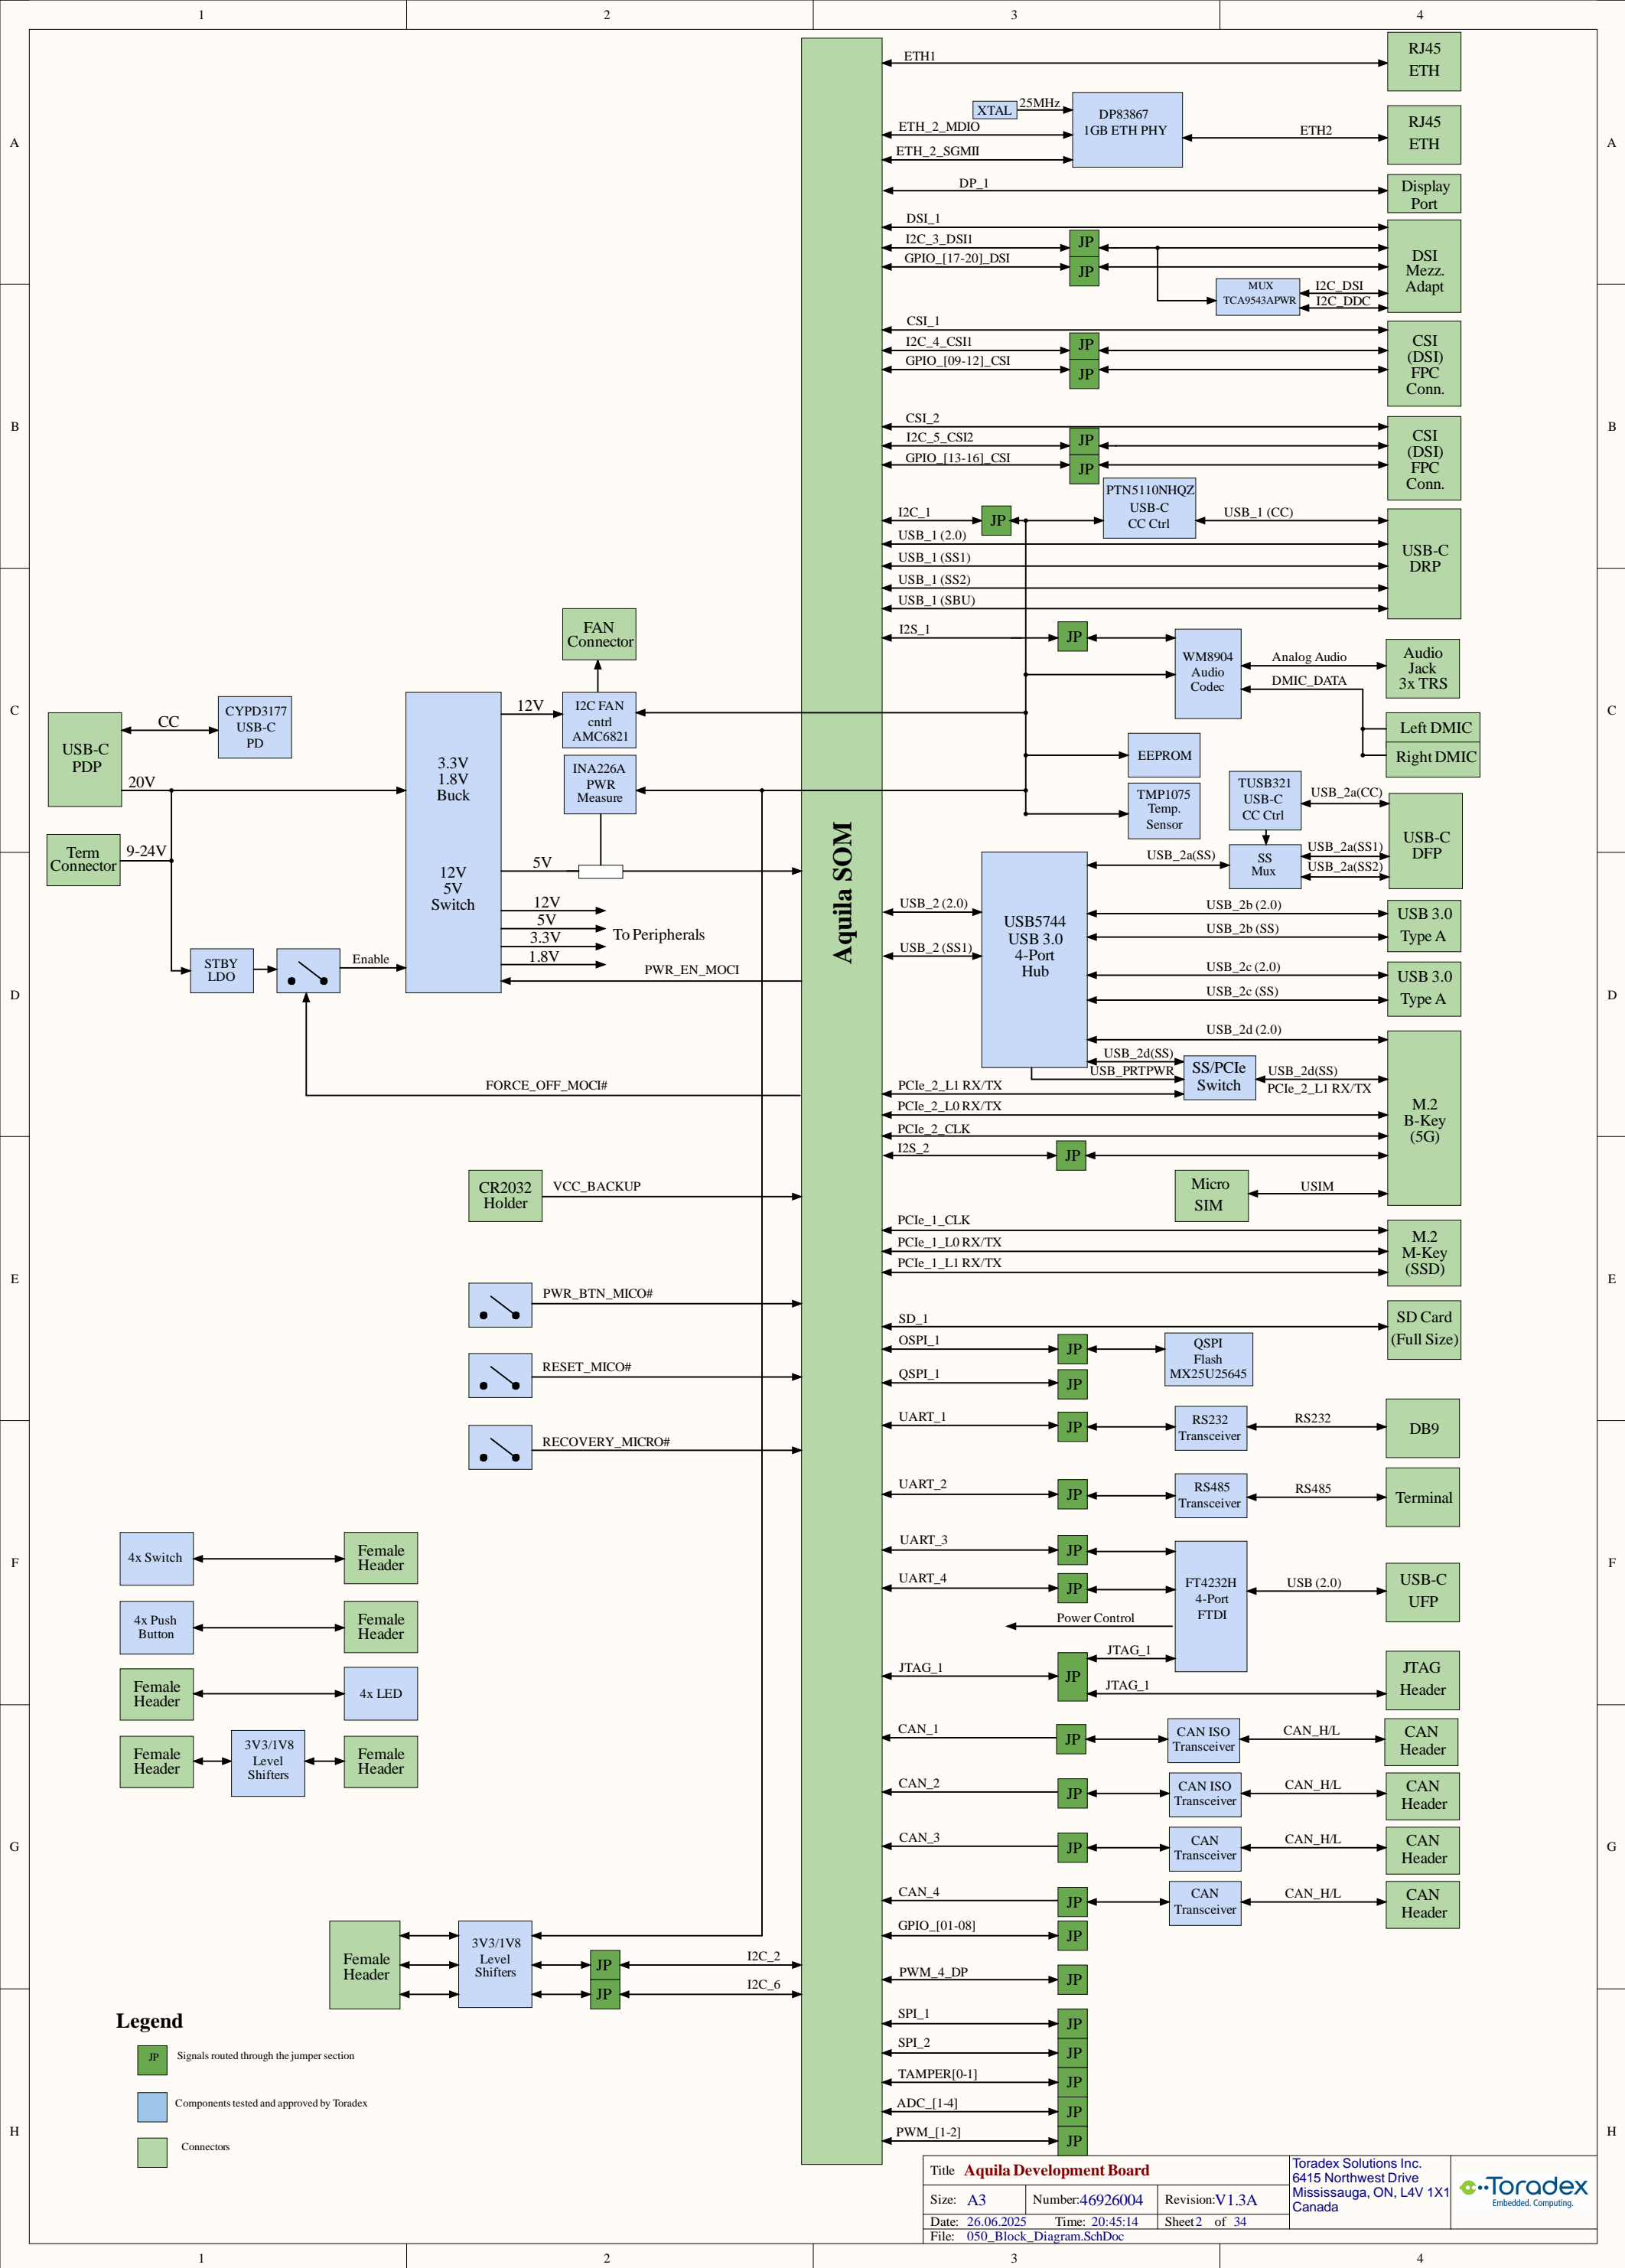 1
2
3
4
ETH1
RJ45
ETH
XTAL
25MHz
DP83867
1GB ETH PHY
ETH_2_MDIO
ETH_2_SGMII
ETH2
RJ45
ETH
A
A
DP_1
Display
Port
DSI_1
I2C_3_DSI1
JP
GPIO_[17-20]_DSI
JP
DSI
Mezz.
Adapt
MUX
TCA9543APWR
I2C_DSI
I2C_DDC
CSI_1
I2C_4_CSI1
JP
GPIO_[09-12]_CSI
JP
CSI
(DSI)
FPC
Conn.
B
B
CSI_2
I2C_5_CSI2
JP
GPIO_[13-16]_CSI
JP
CSI
(DSI)
FPC
Conn.
PTN5110NHQZ
USB-C
CC Ctrl
I2C_1
JP
USB_1 (CC)
USB_1 (2.0)
USB_1 (SS1)
USB_1 (SS2)
USB_1 (SBU)
USB-C
DRP
I2S_1
JP
WM8904
Audio
Codec
Analog Audio
DMIC_DATA
Audio
Jack
3x TRS
Left DMIC
Right DMIC
FAN
Connector
C
C
USB-C
PDP
CC
CYPD3177
USB-C
PD
20V
3.3V
1.8V
Buck
12V
5V
Switch
12V
I2C FAN
cntrl
AMC6821
INA226A
PWR
Measure
EEPROM
TMP1075
Temp.
Sensor
TUSB321
USB-C
CC Ctrl
USB_2a(CC)
USB-C
DFP
Term
Connector
9-24V
5V
Aquila SOM
USB_2a(SS)
SS
Mux
USB_2a(SS1)
USB_2a(SS2)
12V
5V
3.3V
1.8V
To Peripherals
PWR_EN_MOCI
STBY
LDO
Enable
FORCE_OFF_MOCI#
D
D
USB_2 (2.0)
USB_2 (SS1)
USB5744
USB 3.0
4-Port
Hub
USB_2b (2.0)
USB_2b (SS)
USB 3.0
Type A
USB_2c (2.0)
USB_2c (SS)
USB 3.0
Type A
USB_2d (2.0)
USB_2d(SS)
USB_PRTPWR
SS/PCIe
Switch
USB_2d(SS)
PCIe_2_L1 RX/TX
PCIe_2_L1 RX/TX
PCIe_2_L0 RX/TX
PCIe_2_CLK
I2S_2
JP
M.2
B-Key
(5G)
Micro
SIM
USIM
CR2032
Holder
VCC_BACKUP
PCIe_1_CLK
PCIe_1_L0 RX/TX
PCIe_1_L1 RX/TX
M.2
M-Key
(SSD)
E
E
PWR_BTN_MICO#
RESET_MICO#
RECOVERY_MICRO#
SD_1
SD Card
(Full Size)
OSPI_1
JP
QSPI
Flash
MX25U25645
QSPI_1
JP
UART_1
JP
RS232
Transceiver
RS232
DB9
UART_2
JP
RS485
Transceiver
RS485
Terminal
F
F
4x Switch
Female
Header
4x Push
Button
Female
Header
Female
Header
4x LED
Female
Header
3V3/1V8
Level
Shifters
Female
Header
UART_3
JP
UART_4
JP
FT4232H
4-Port
FTDI
USB (2.0)
USB-C
UFP
Power Control
JTAG_1
JP
JTAG_1
JTAG_1
JTAG
Header
CAN_1
JP
CAN ISO
Transceiver
CAN_H/L
CAN
Header
CAN_2
JP
CAN ISO
Transceiver
CAN_H/L
CAN
Header
G
G
CAN_3
JP
CAN
Transceiver
CAN_H/L
CAN
Header
CAN_4
JP
CAN
Transceiver
CAN_H/L
CAN
Header
GPIO_[01-08]
JP
Female
Header
3V3/1V8
Level
Shifters
JP
I2C_2
JP
I2C_6
PWM_4_DP
JP
SPI_1
JP
SPI_2
JP
TAMPER[0-1]
JP
ADC_[1-4]
JP
PWM_[1-2]
JP
Legend
JP
Signals routed through the jumper section
Components tested and approved by Toradex
Connectors
H
H
Title Aquila Development Board
Size: A3 Number:46926004 Revision:V1.3A
Date: 26.06.2025 Time: 20:45:14 Sheet2 of 34
File: 050_Block_Diagram.SchDoc
Toradex Solutions Inc.
6415 Northwest Drive
Mississauga, ON, L4V 1X1
Canada
Toradex
Embedded. Computing.
1
2
3
4